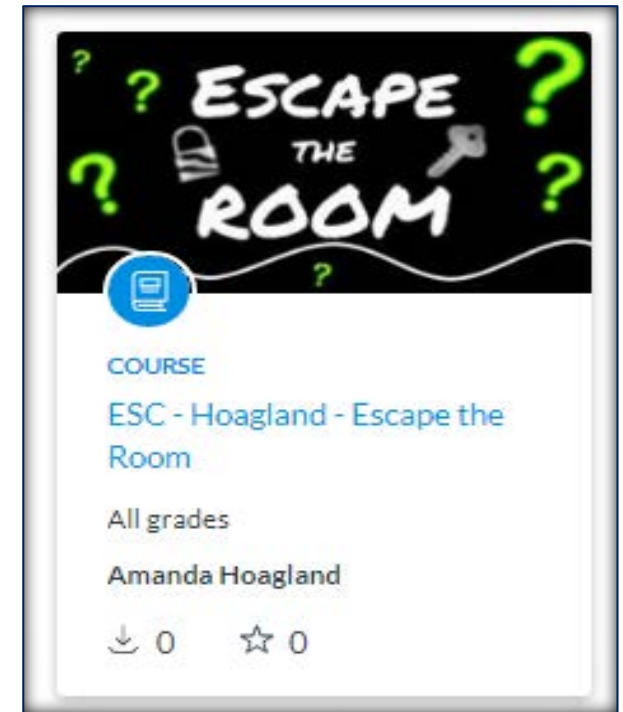 ? ? ESCAPE ?
THE
? ROOM ?
?
COURSE
ESC - Hoagland - Escape the
Room
All grades
Amanda Hoagland
0 0